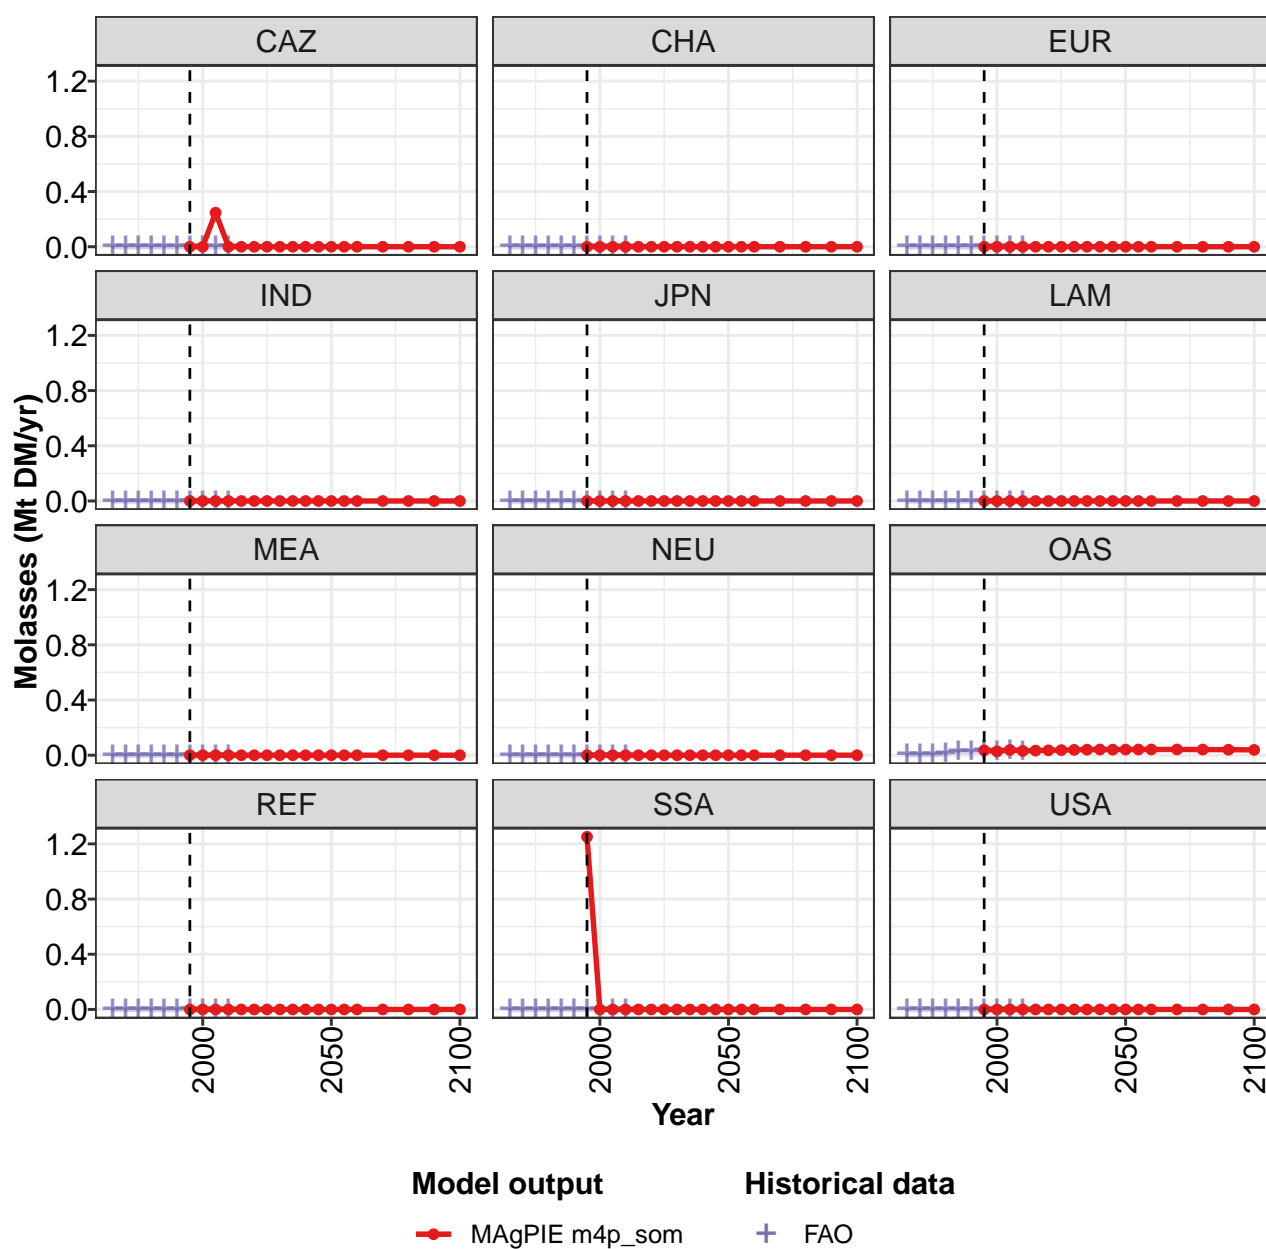 CAZ CHA EUR
1.2
0.8
0.4
0.0
IND JPN LAM
1.2
0.8
0.4
0.0
MEA NEU OAS
1.2
0.8
0.4
0.0
REF SSA USA
1.2
0.8
0.4
0.0
Molasses (Mt DM/yr)
2000 2050 2100 2000 2050 2100 2000 2050 2100
Year
Model output Historical data
MAgPIE m4p_som FAO